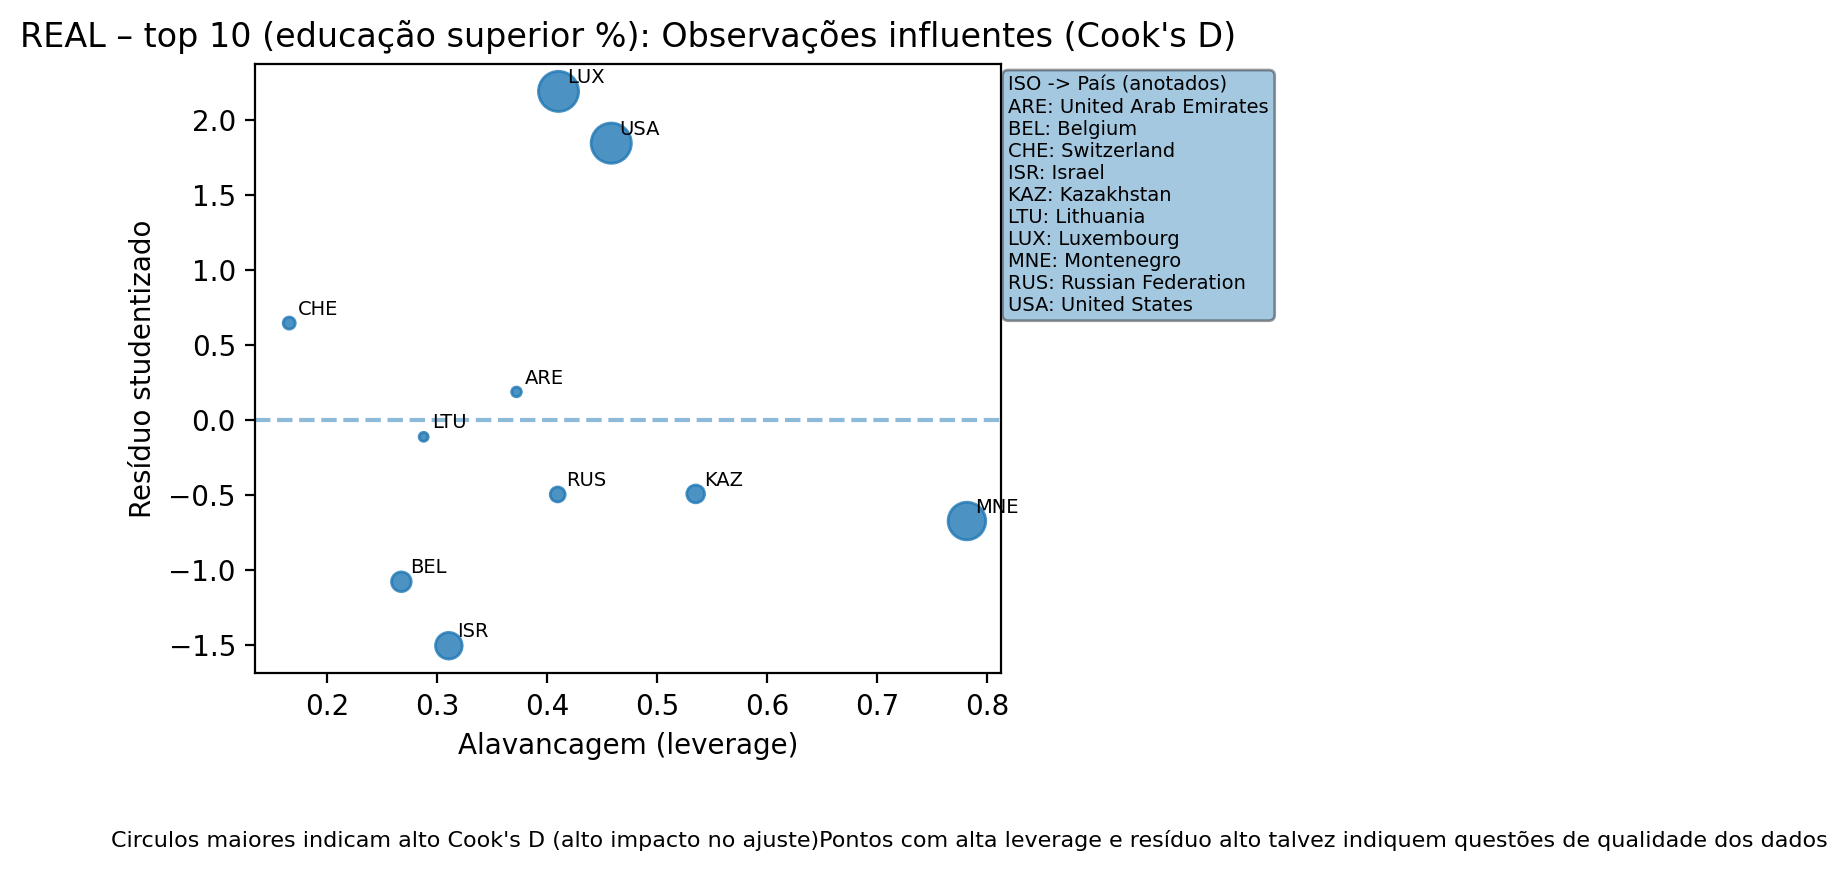 REAL – top 10 (educação superior %): Observações influentes (Cook's D)
ISO -> País (anotados)
ARE: United Arab Emirates
BEL: Belgium
CHE: Switzerland
ISR: Israel
KAZ: Kazakhstan
LTU: Lithuania
LUX: Luxembourg
MNE: Montenegro
RUS: Russian Federation
USA: United States
Resíduo studentizado
2.0
1.5
1.0
0.5
0.0
−0.5
−1.0
−1.5
LUX
USA
CHE
ARE
LTU
RUS
KAZ
MNE
BEL
ISR
0.2
0.3
0.4
0.5
0.6
0.7
0.8
Alavancagem (leverage)
Circulos maiores indicam alto Cook's D (alto impacto no ajuste)Pontos com alta leverage e resíduo alto talvez indiquem questões de qualidade dos dados